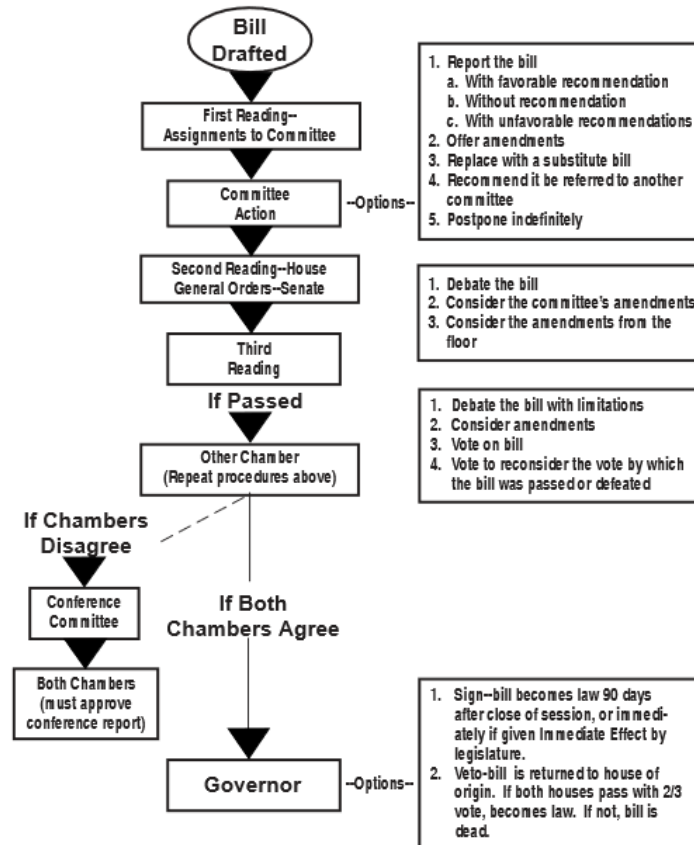 Bill
Drafted
First Reading--
Assignments to Committee
Committee
Action
--Options--
1. Report the bill
a. With favorable recommendation
b. Without recommendation
c. With unfavorable recommendations
2. Offer amendments
3. Replace with a substitute bill
4. Recommend it be referred to another
committee
5. Postpone indefinitely
Second Reading--House
General Orders--Senate
1. Debate the bill
2. Consider the committee's amendments
3. Consider the amendments from the
floor
Third
Reading
If Passed
1. Debate the bill with limitations
2. Consider amendments
3. Vote on bill
4. Vote to reconsider the vote by which
the bill was passed or defeated
Other Chamber
(Repeat procedures above)
If Chambers
Disagree
Conference
Committee
Both Chambers
(must approve
conference report)
If Both
Chambers Agree
Governor
--Options--
1. Sign--bill becomes law 90 days
after close of session, or immedi-
ately if given Immediate Effect by
legislature.
2. Veto-bill is returned to house of
origin. If both houses pass with 2/3
vote, becomes law. If not, bill is
dead.